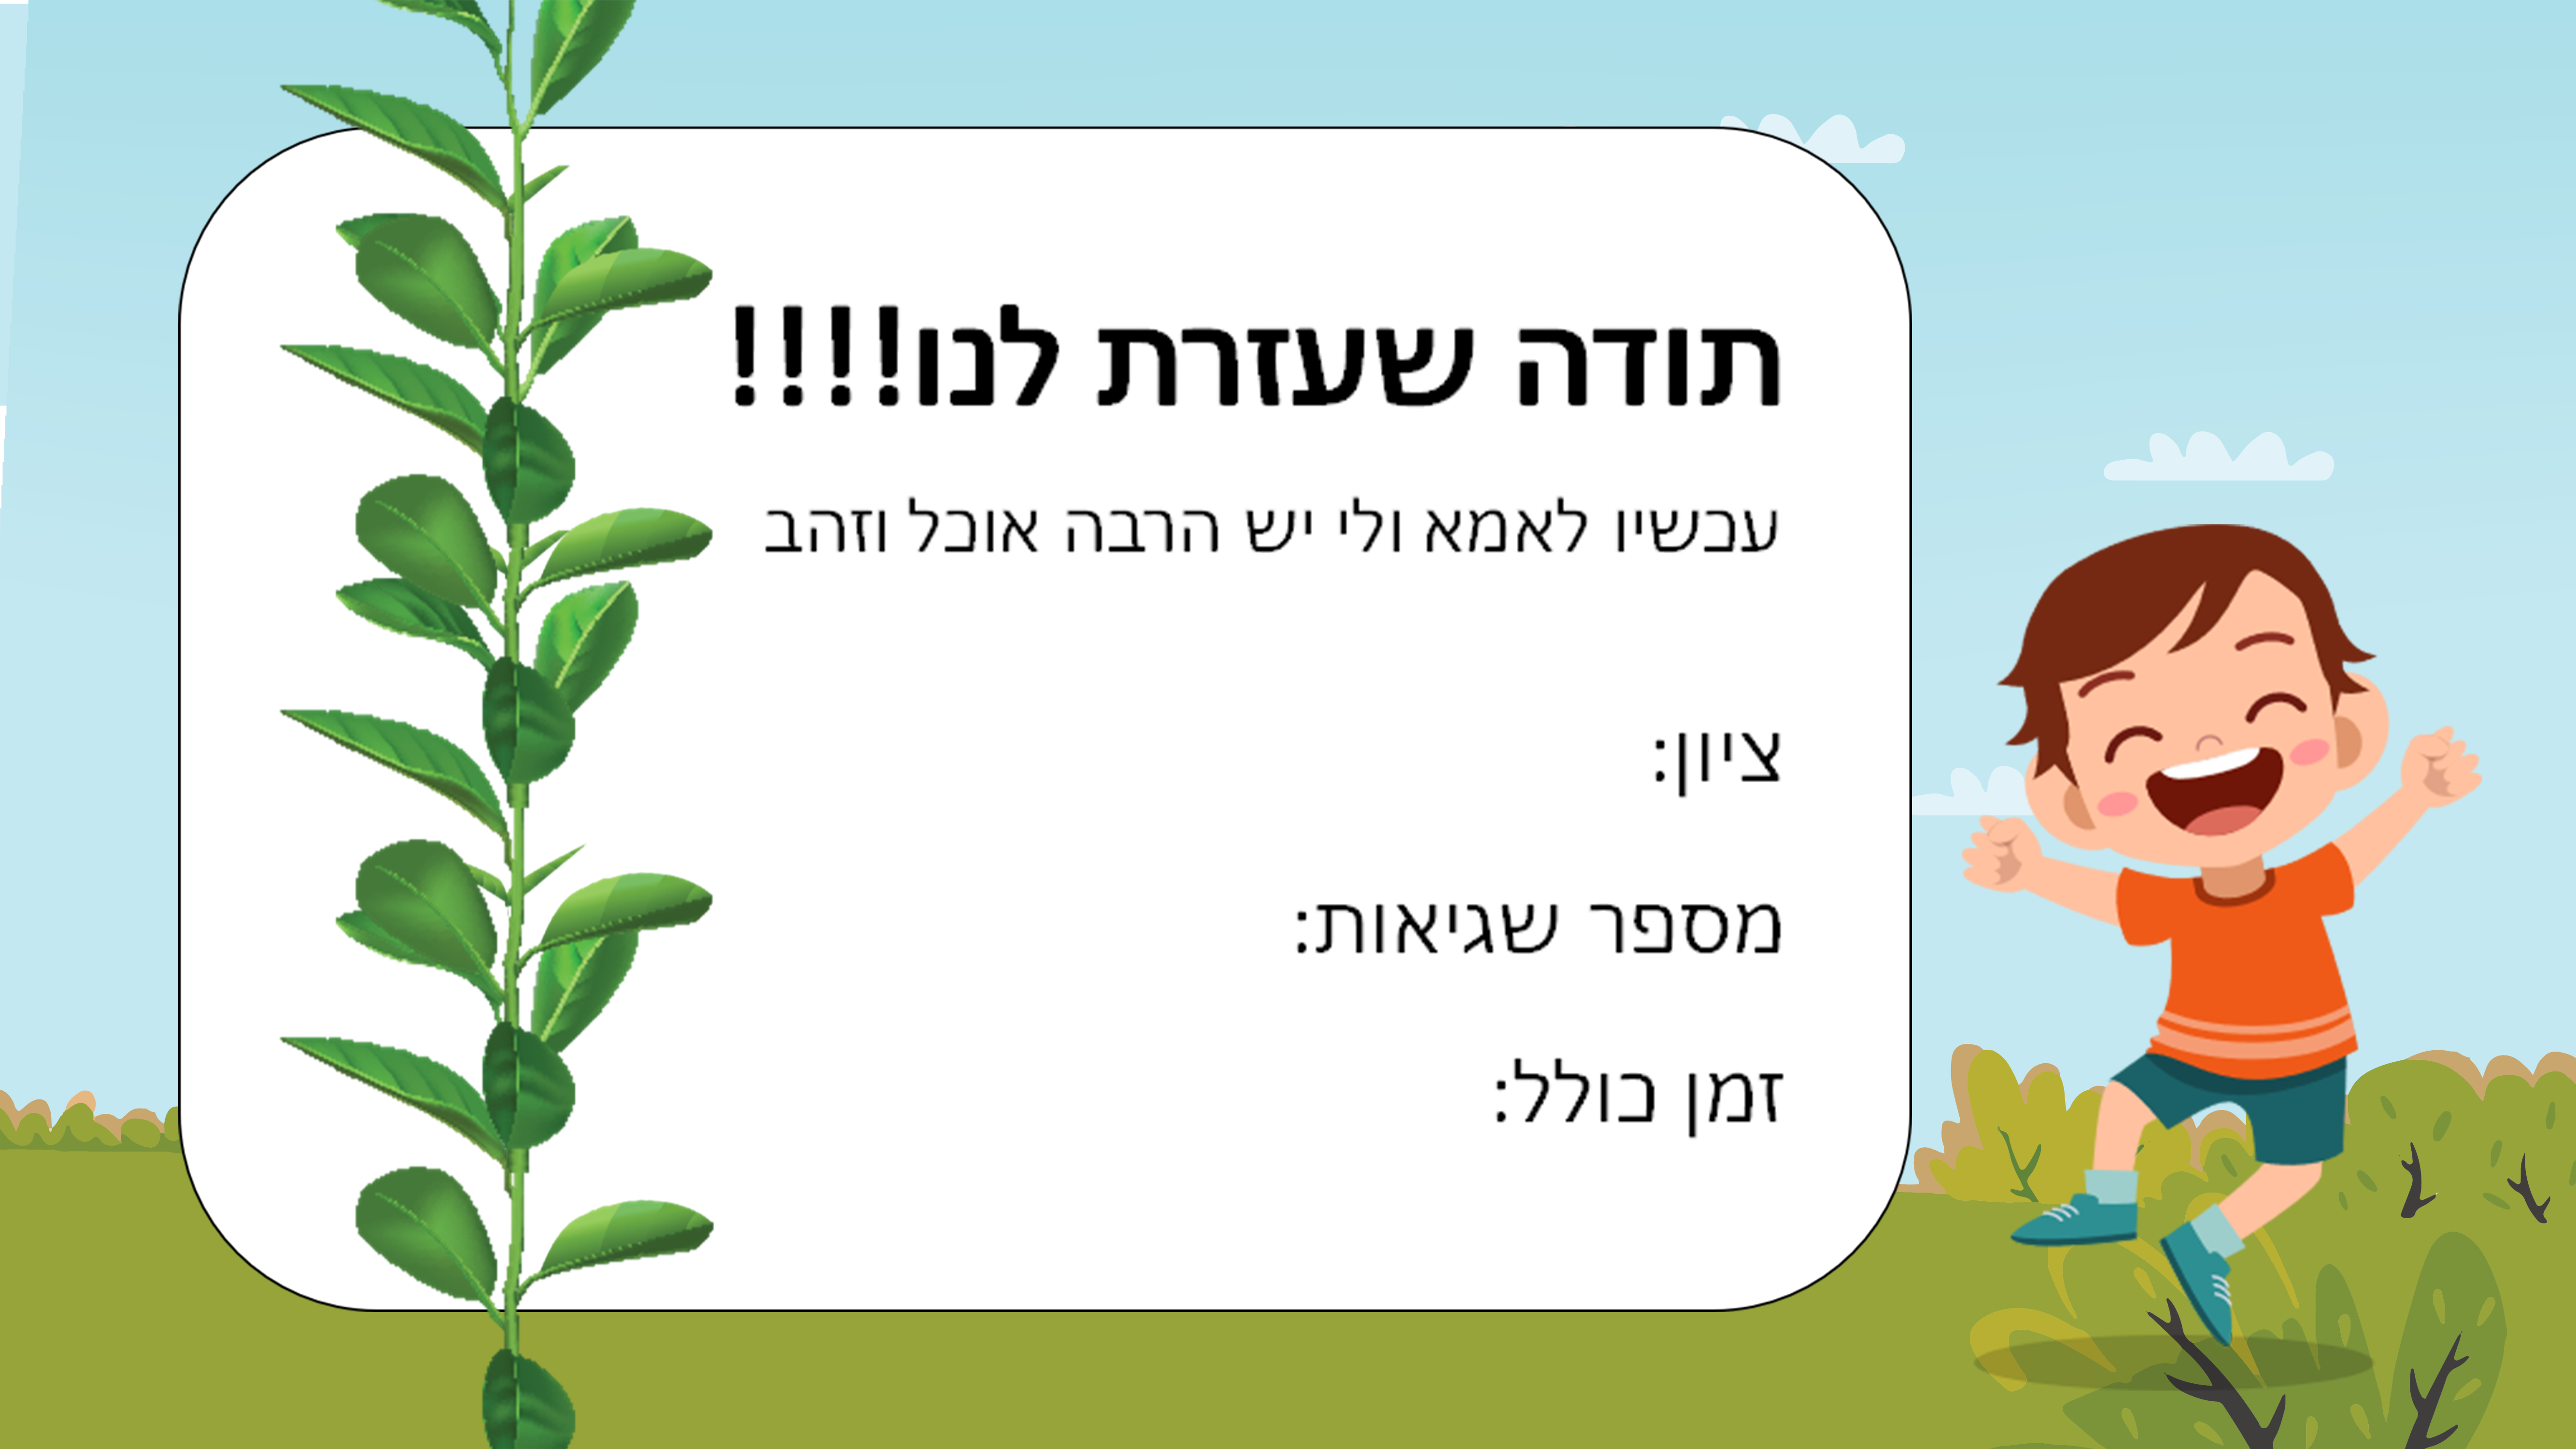 תודה שעזרת לנו!!!!
עכשיו לאמא ולי יש הרבה אוכל וזהב
ציון:
מספר שגיאות:
זמן כולל: